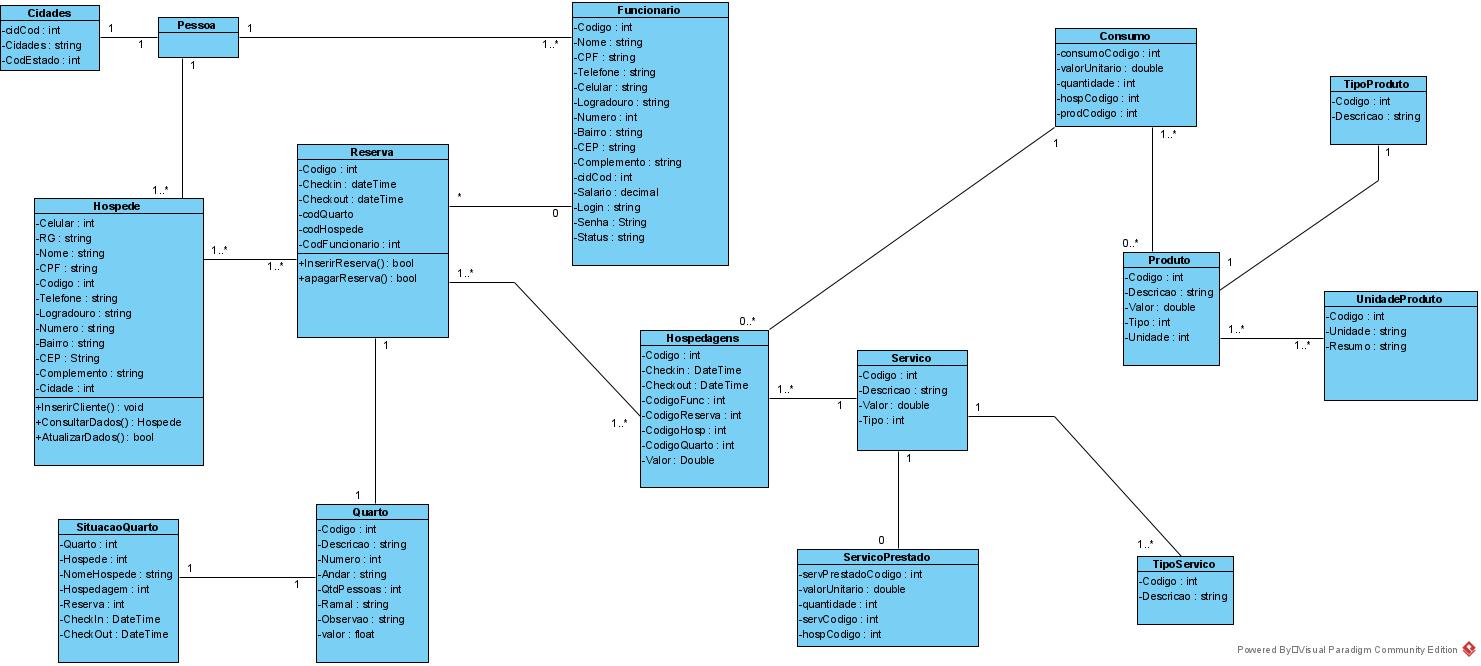 Cidades
-cidCod : int
-Cidades : string
-CodEstado : int
1
1
Pessoa
1
1..*
1
1..*
Funcionario
-Codigo : int
-Nome : string
-CPF : string
-Telefone : string
-Celular : string
-Logradouro : string
-Numero : int
-Bairro : string
-CEP : string
-Complemento : string
-cidCod : int
-Salario : decimal
-Login : string
-Senha : String
-Status : string
Reserva
-Codigo : int
-Checkin : dateTime
-Checkout : dateTime
-codQuarto
-codHospede
-CodFuncionario : int
+InserirReserva() : bool
+apagarReserva() : bool
*
0
1..*
1..*
1..*
1..*
1
1
Hospede
-Celular : int
-RG : string
-Nome : string
-CPF : string
-Codigo : int
-Telefone : string
-Logradouro : string
-Numero : string
-Bairro : string
-CEP : String
-Complemento : string
-Cidade : int
+InserirCliente() : void
+ConsultarDados() : Hospede
+AtualizarDados() : bool
Consumo
-consumoCodigo : int
-valorUnitario : double
-quantidade : int
-hospCodigo : int
-prodCodigo : int
1
0..*
1..*
0..*
TipoProduto
-Codigo : int
-Descricao : string
1
1
Produto
-Codigo : int
-Descricao : string
-Valor : double
-Tipo : int
-Unidade : int
1..*
1..*
UnidadeProduto
-Codigo : int
-Unidade : string
-Resumo : string
Hospedagens
-Codigo : int
-Checkin : DateTime
-Checkout : DateTime
-CodigoFunc : int
-CodigoReserva : int
-CodigoHosp : int
-CodigoQuarto : int
-Valor : Double
1..*
1
Servico
-Codigo : int
-Descricao : string
-Valor : double
-Tipo : int
1
1..*
1
0
SituacaoQuarto
-Quarto : int
-Hospede : int
-NomeHospede : string
-Hospedagem : int
-Reserva : int
-CheckIn : DateTime
-CheckOut : DateTime
1
1
Quarto
-Codigo : int
-Descricao : string
-Numero : int
-Andar : string
-QtdPessoas : int
-Ramal : string
-Observao : string
-valor : float
ServicoPrestado
-servPrestadoCodigo : int
-valorUnitario : double
-quantidade : int
-servCodigo : int
-hospCodigo : int
TipoServico
-Codigo : int
-Descricao : string
Powered By Visual Paradigm Community Edition